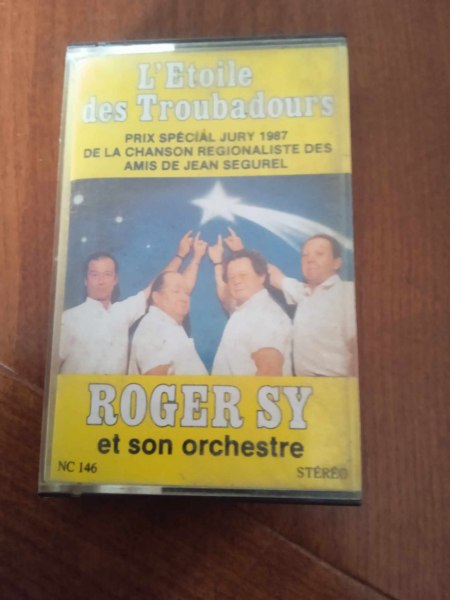 L'Etoile
des Troubadours
PRIX SPÉCIAL JURY 1987
DE LA CHANSON REGIONALISTE DES
AMIS DE JEAN SEGUREL
ROGER SY
et son orchestre
NC 146 STÉRÉO